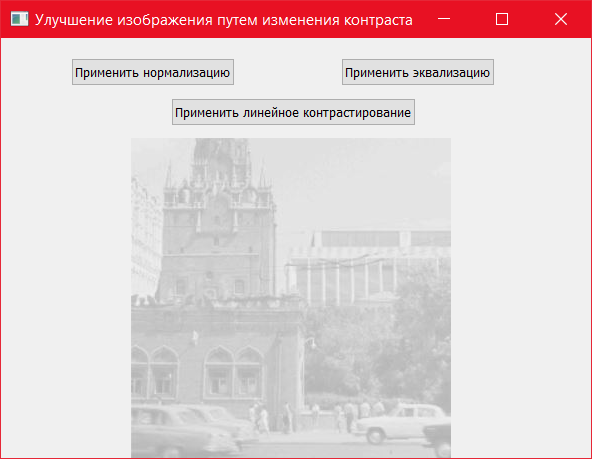 Улучшение изображения путем изменения контраста
Применить нормализацию
Применить эквализацию
Применить линейное контрастирование